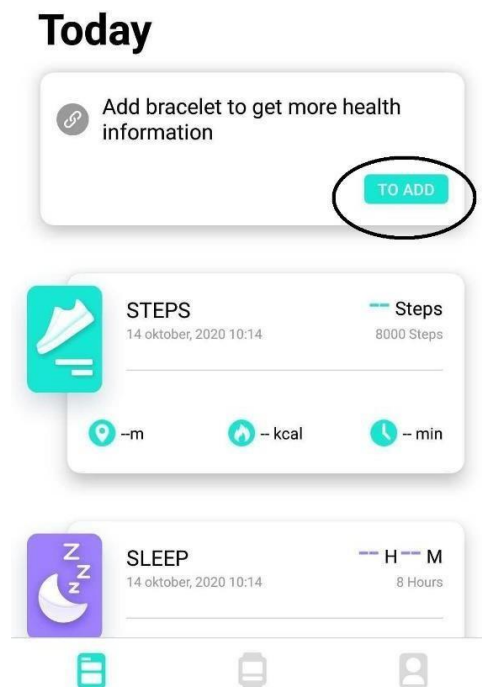 Today
Add bracelet to get more health
information
TO ADD
STEPS
-- Steps
14 oktober, 2020 10:14
8000 Steps
--m
-- kcal
-- min
Z
Z
Z
SLEEP
-- H -- M
14 oktober, 2020 10:14
8 Hours